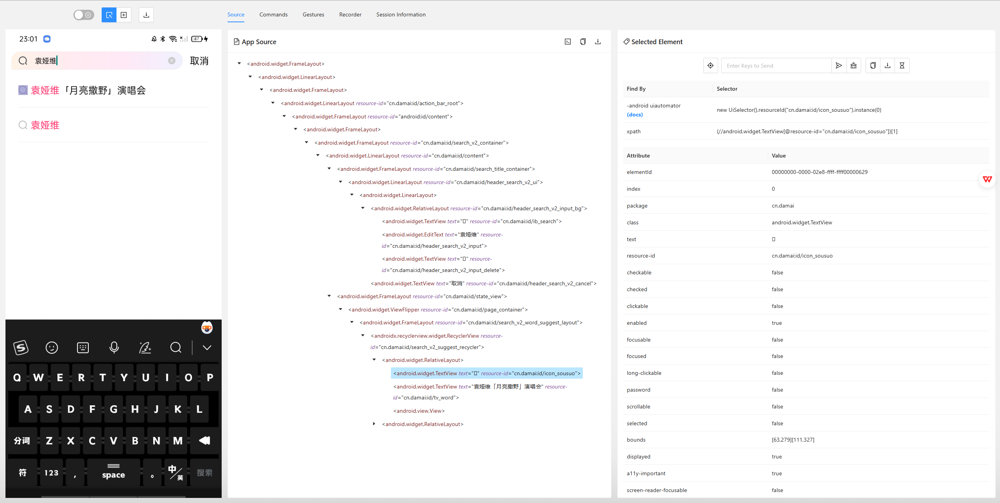 Source
Commands
Gestures
Recorder
Session Information
23:01
47
袁娅维
取消
袁娅维「月亮撒野」演唱会
袁娅维
Q W E R T Y U I O P
A S D F G H J K L
分词 Z X C V B N M
符 123 , space 。 中/英 搜索
App Source
<android.widget.FrameLayout>
<android.widget.LinearLayout>
<android.widget.FrameLayout>
<android.widget.LinearLayout resource-id="cn.damai:id/action_bar_root">
<android.widget.FrameLayout resource-id="android:id/content">
<android.widget.FrameLayout>
<android.widget.FrameLayout resource-id="cn.damai:id/search_v2_container">
<android.widget.LinearLayout resource-id="cn.damai:id/content">
<android.widget.FrameLayout resource-id="cn.damai:id/search_title_container">
<android.widget.LinearLayout resource-id="cn.damai:id/header_search_v2_ui">
<android.widget.LinearLayout>
<android.widget.RelativeLayout resource-id="cn.damai:id/header_search_v2_input_bg">
<android.widget.TextView text="▯" resource-id="cn.damai:id/ib_search">
<android.widget.EditText text="袁娅维" resource-
id="cn.damai:id/header_search_v2_input">
<android.widget.TextView text="▯" resource-
id="cn.damai:id/header_search_v2_input_delete">
<android.widget.TextView text="取消" resource-id="cn.damai:id/header_search_v2_cancel">
<android.widget.FrameLayout resource-id="cn.damai:id/state_view">
<android.widget.ViewFlipper resource-id="cn.damai:id/page_container">
<android.widget.FrameLayout resource-id="cn.damai:id/search_v2_word_suggest_layout">
<androidx.recyclerview.widget.RecyclerView resource-
id="cn.damai:id/search_v2_suggest_recycler">
<android.widget.RelativeLayout>
<android.widget.TextView text="▯" resource-id="cn.damai:id/icon_sousuo">
<android.widget.TextView text="袁娅维「月亮撒野」演唱会" resource-
id="cn.damai:id/tv_word">
<android.view.View>
<android.widget.RelativeLayout>
Selected Element
Enter Keys to Send
Find By Selector
-android uiautomator
(docs)
new UiSelector().resourceId("cn.damai:id/icon_sousuo").instance(0)
xpath (//android.widget.TextView[@resource-id="cn.damai:id/icon_sousuo"])[1]
Attribute Value
elementId 00000000-0000-02e8-ffff-ffff00000629
index 0
package cn.damai
class android.widget.TextView
text ▯
resource-id cn.damai:id/icon_sousuo
checkable false
checked false
clickable false
enabled true
focusable false
focused false
long-clickable false
password false
scrollable false
selected false
bounds [63,279][111,327]
displayed true
a11y-important true
screen-reader-focusable false